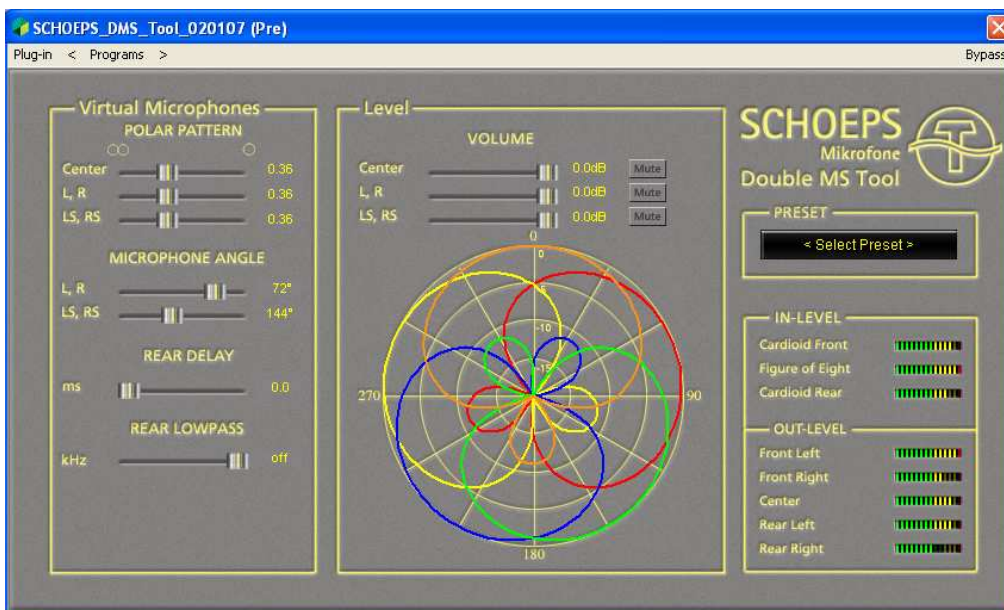 SCHOEPS_DMS_Tool_020107 (Pre)
Plug-in < Programs > Bypass
Virtual Microphones
POLAR PATTERN
Center 0.36
L, R 0.36
LS, RS 0.36
MICROPHONE ANGLE
L, R 72°
LS, RS 144°
REAR DELAY
ms 0.0
REAR LOWPASS
kHz off
Level
VOLUME
Center 0.0dB Mute
L, R 0.0dB Mute
LS, RS 0.0dB Mute
0
0
-5
-10
-15
270
90
180
SCHOEPS
Mikrofone
Double MS Tool
PRESET
< Select Preset >
IN-LEVEL
Cardioid Front
Figure of Eight
Cardioid Rear
OUT-LEVEL
Front Left
Front Right
Center
Rear Left
Rear Right